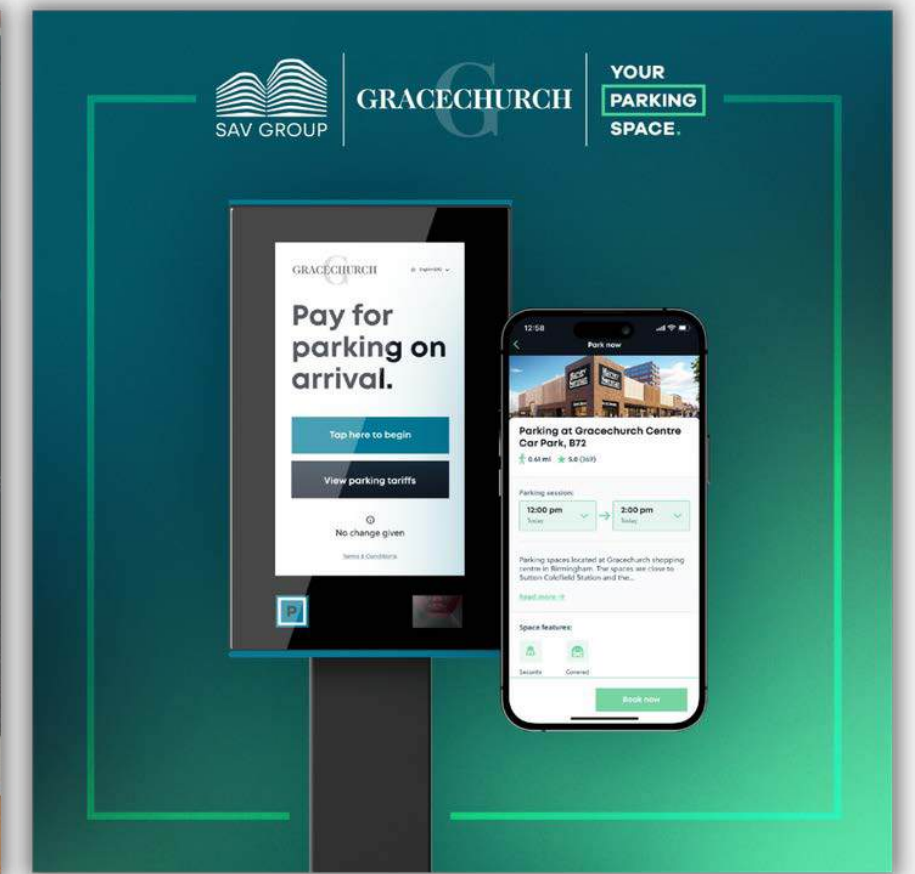 SAV GROUP
GRACECHURCH
YOUR
PARKING
SPACE.
GRACECHURCH
English (UK)
Pay for
parking on
arrival.
Tap here to begin
View parking tariffs
No change given
Terms & Conditions
P
12:58
Park now
Parking at Gracechurch Centre
Car Park, B72
0.61 mi 5.0 (369)
Parking session:
12:00 pm
Today
2:00 pm
Today
Parking spaces located at Gracechurch shopping
centre in Birmingham. The spaces are close to
Sutton Coldfield Station and the...
Read more
Space features:
Security Covered
Book now